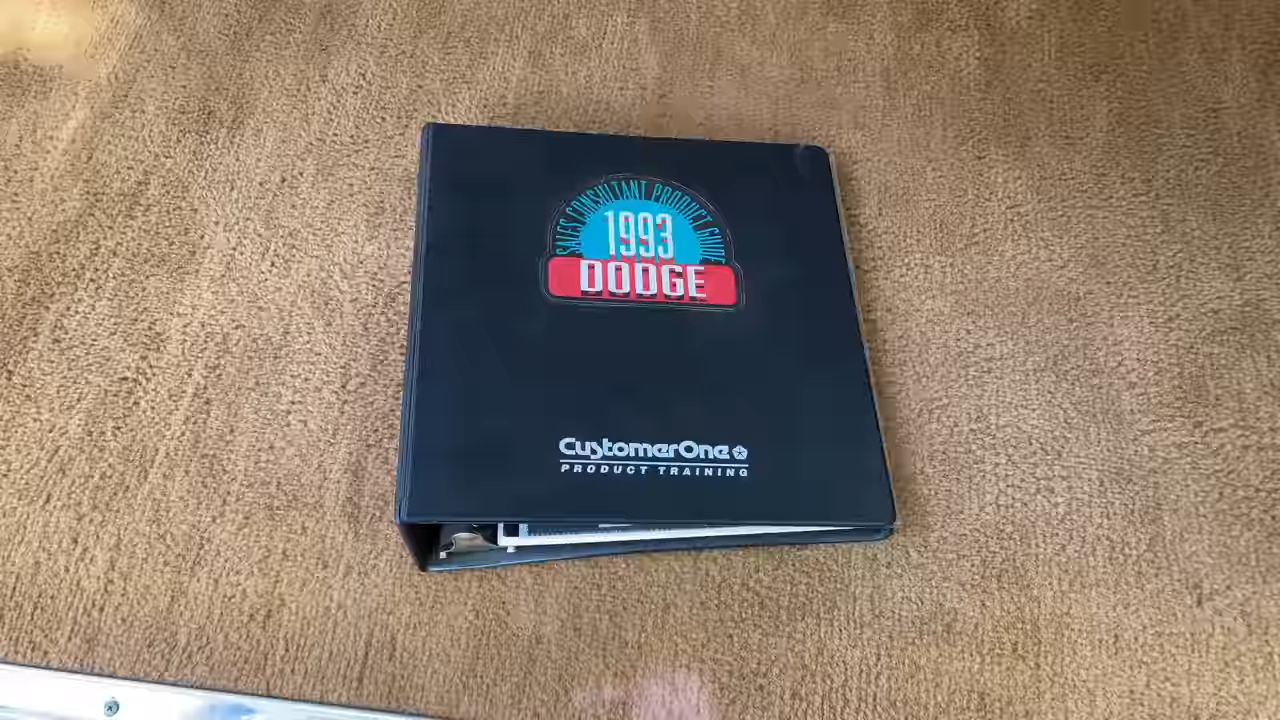 SALES CONSULTANT PRODUCT GUIDE
1993
DODGE
CustomerOne
PRODUCT TRAINING